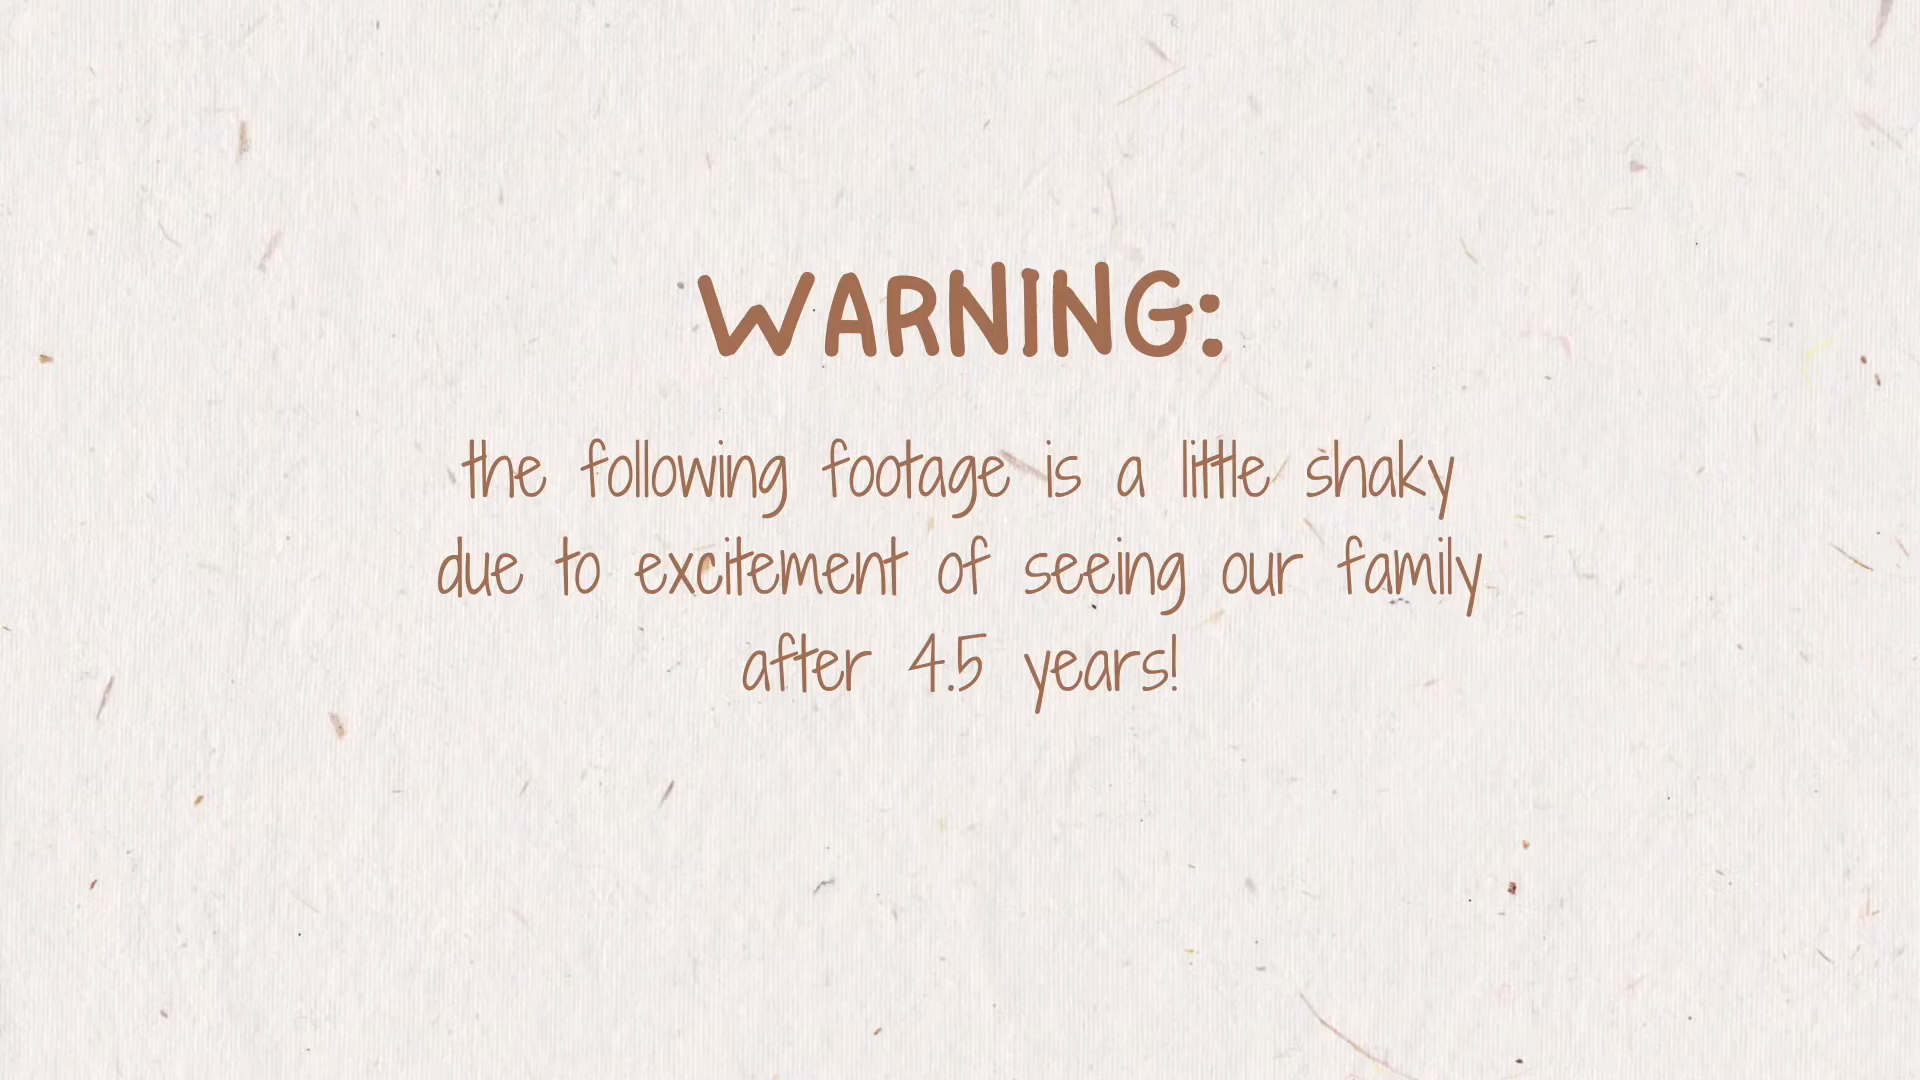 WARNING:
the following footage is a little shaky
due to excitement of seeing our family
after 4.5 years!